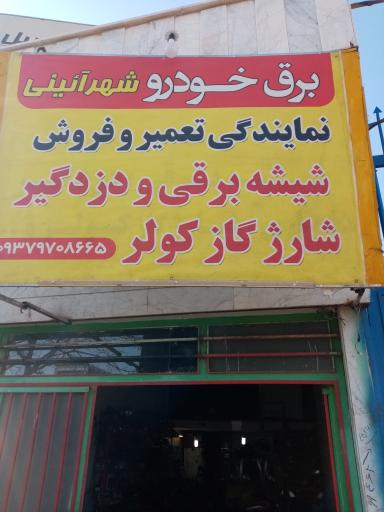 برق خودرو شهرآئینی
نمایندگی تعمیر و فروش
شیشه برقی و دزدگیر
شارژ گاز کولر ۰۹۳۷۹۷۰۸۶۶۵